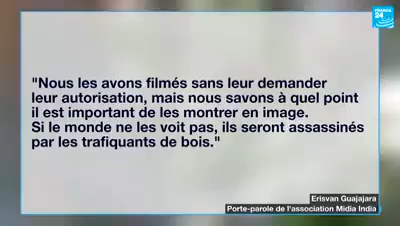 FRANCE
24
"Nous les avons filmés sans leur demander
leur autorisation, mais nous savons à quel point
il est important de les montrer en image.
Si le monde ne les voit pas, ils seront assassinés
par les trafiquants de bois."
Erisvan Guajajara
Porte-parole de l'association Midia India